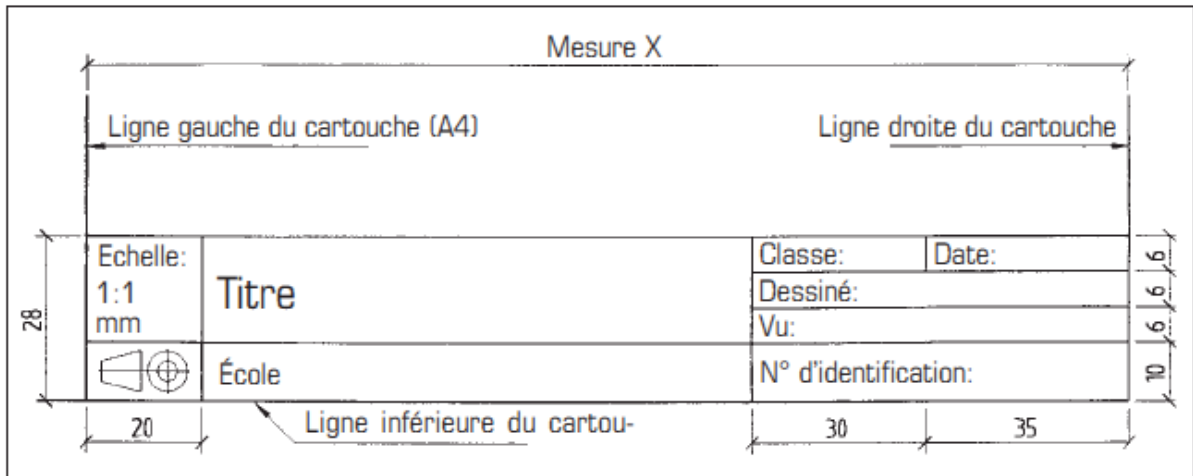 Mesure X
Ligne gauche du cartouche (A4)
Ligne droite du cartouche
Echelle:
1:1
mm
Titre
Classe:
Date:
Dessiné:
Vu:
École
N° d'identification:
28
6
6
6
10
20
Ligne inférieure du cartou-
30
35